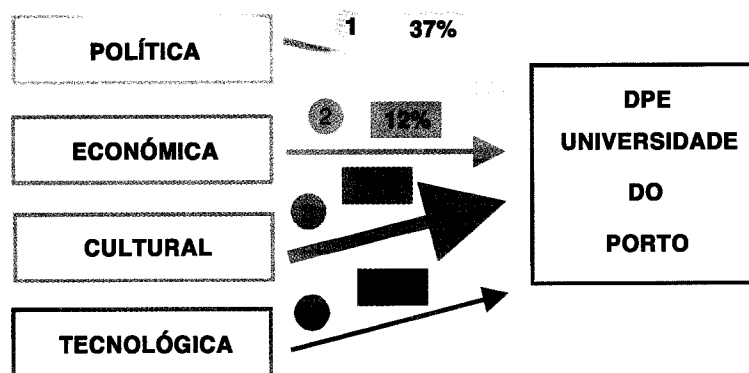 POLÍTICA
1 37%
ECONÓMICA
2 12%
CULTURAL
TECNOLÓGICA
DPE
UNIVERSIDADE
DO
PORTO